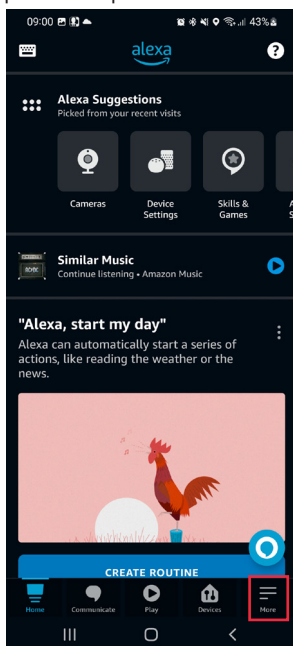 09:00
43%
alexa
?
Alexa Suggestions
Picked from your recent visits
Cameras
Device
Settings
Skills &
Games
A
S
Similar Music
Continue listening • Amazon Music
"Alexa, start my day"
Alexa can automatically start a series of
actions, like reading the weather or the
news.
CREATE ROUTINE
Home
Communicate
Play
Devices
More